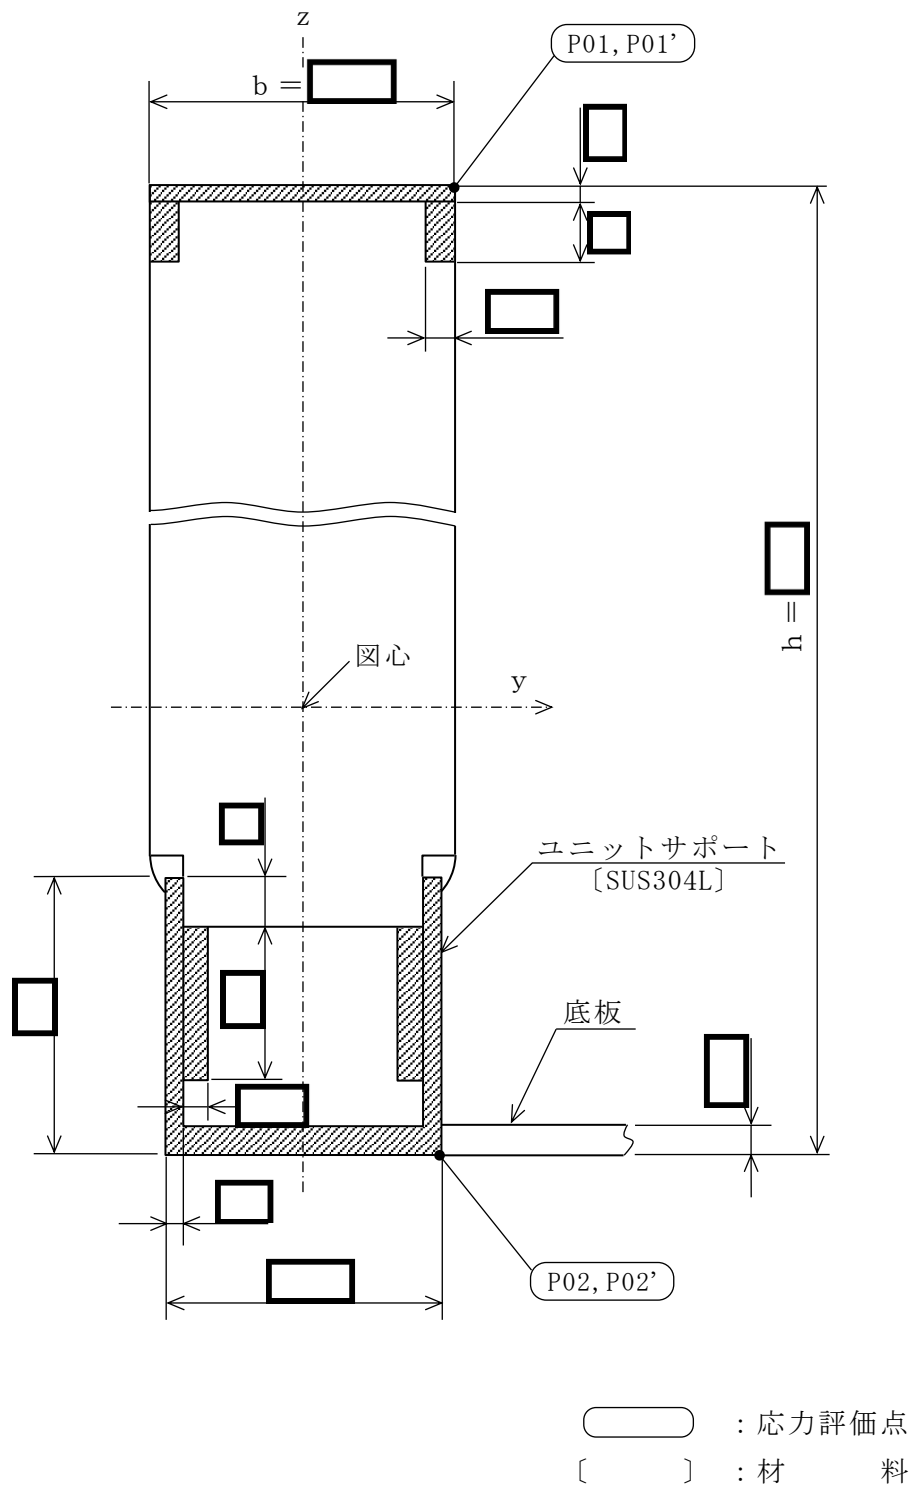 z
P01, P01’
b =
h =
図心
y
ユニットサポート
〔SUS304L〕
底板
P02, P02’
: 応力評価点
〔 〕 : 材 料